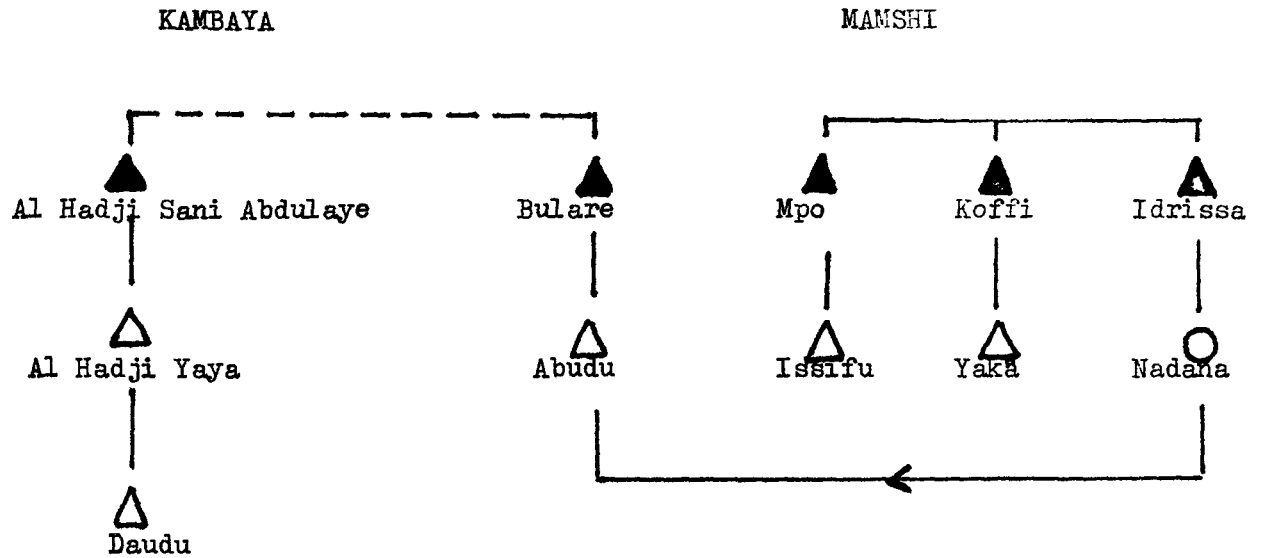 KAMBAYA MAMSHI
Al Hadji Sani Abdulaye Bulare Mpo Koffi Idrissa
Al Hadji Yaya Abudu Issifu Yaka Nadana
Daudu